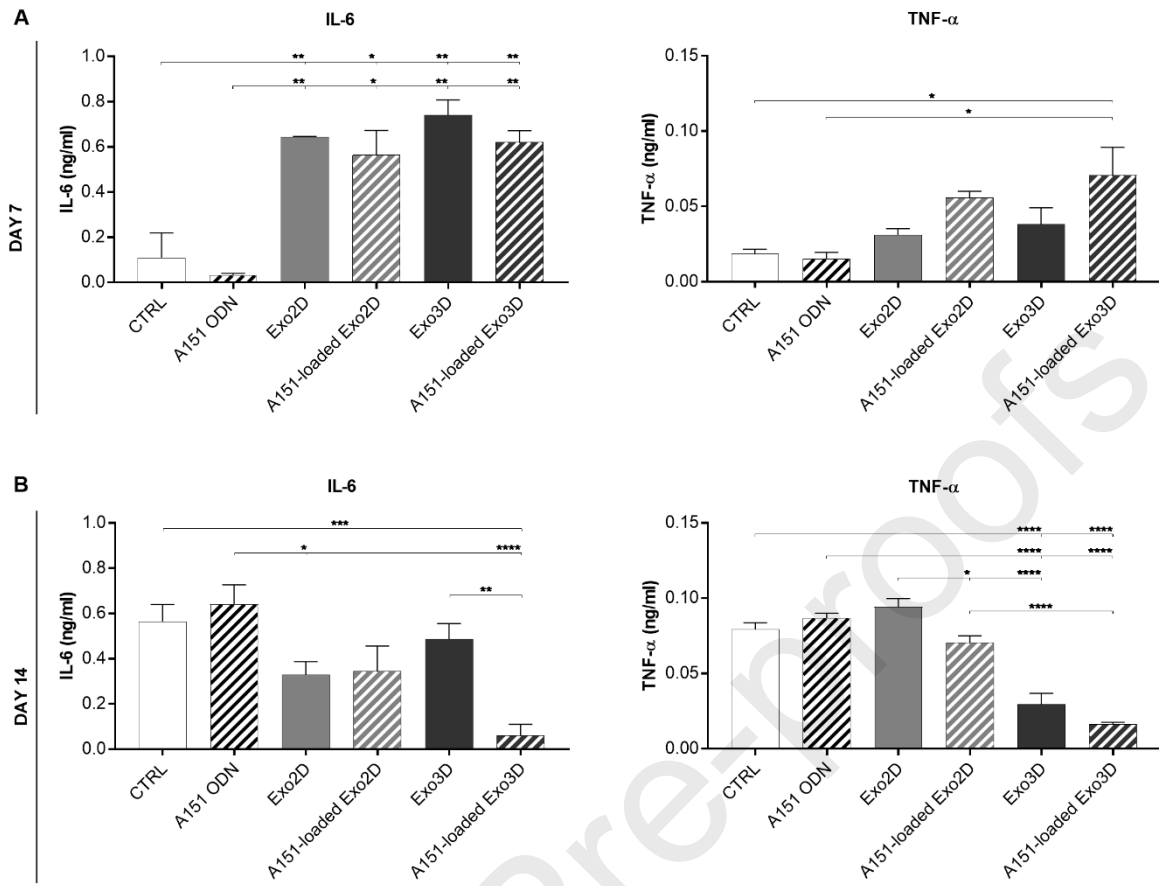 A
IL-6
TNF-α
DAY 7
IL-6 (ng/ml)
1.0
0.8
0.6
0.4
0.2
0.0
** * ** **
** * ** **
CTRL
A151 ODN
Exo2D
A151-loaded Exo2D
Exo3D
A151-loaded Exo3D
TNF-α (ng/ml)
0.15
0.10
0.05
0.00
*
*
CTRL
A151 ODN
Exo2D
A151-loaded Exo2D
Exo3D
A151-loaded Exo3D
B
IL-6
TNF-α
DAY 14
IL-6 (ng/ml)
1.0
0.8
0.6
0.4
0.2
0.0
***
* ****
**
CTRL
A151 ODN
Exo2D
A151-loaded Exo2D
Exo3D
A151-loaded Exo3D
TNF-α (ng/ml)
0.15
0.10
0.05
0.00
**** ****
**** ****
* ****
****
CTRL
A151 ODN
Exo2D
A151-loaded Exo2D
Exo3D
A151-loaded Exo3D
Pre-proofs